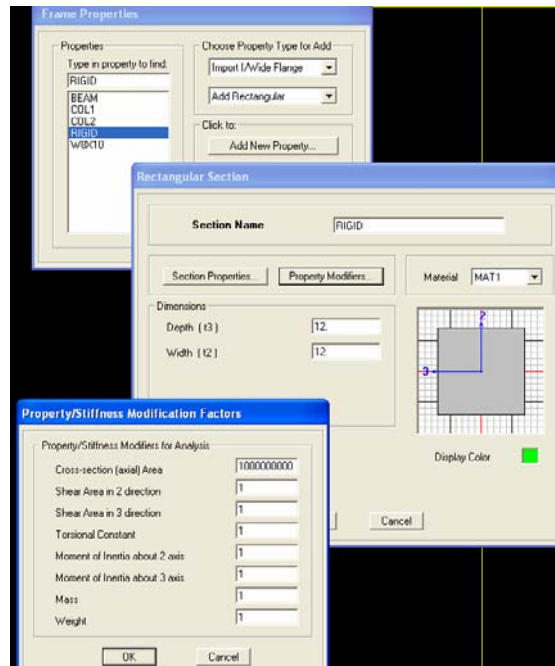 Frame Properties
Properties
Type in property to find:
RIGID
BEAM
COL1
COL2
RIGID
W8X10
Choose Property Type for Add
Import I/Wide Flange
Add Rectangular
Click to:
Add New Property...
Rectangular Section
Section Name
RIGID
Section Properties...
Property Modifiers...
Material
MAT1
Dimensions
Depth ( t3 )
12.
Width ( t2 )
12
2
3
Display Color
Cancel
Property/Stiffness Modification Factors
Property/Stiffness Modifiers for Analysis
Cross-section (axial) Area
1000000000
Shear Area in 2 direction
1
Shear Area in 3 direction
1
Torsional Constant
1
Moment of Inertia about 2 axis
1
Moment of Inertia about 3 axis
1
Mass
1
Weight
1
OK
Cancel